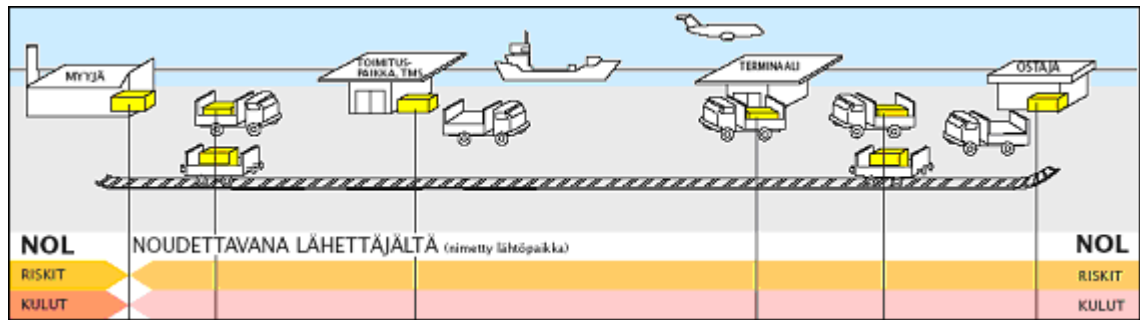 MYYJÄ
TOIMITUS-
PAIKKA, TMS
TERMINAALI
OSTAJA
NOL NOUDETTAVANA LÄHETTÄJÄLTÄ (nimetty lähtöpaikka) NOL
RISKIT RISKIT
KULUT KULUT